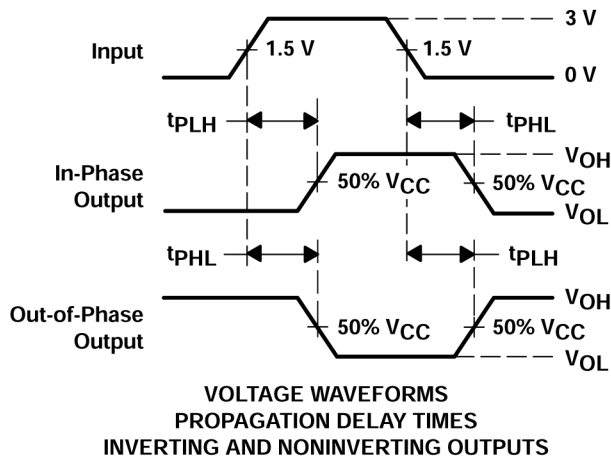 3 V
Input 1.5 V 1.5 V
0 V
tPLH tPHL
VOH
In-Phase
Output
50% VCC 50% VCC
VOL
tPHL tPLH
VOH
Out-of-Phase
Output
50% VCC 50% VCC
VOL
VOLTAGE WAVEFORMS
PROPAGATION DELAY TIMES
INVERTING AND NONINVERTING OUTPUTS